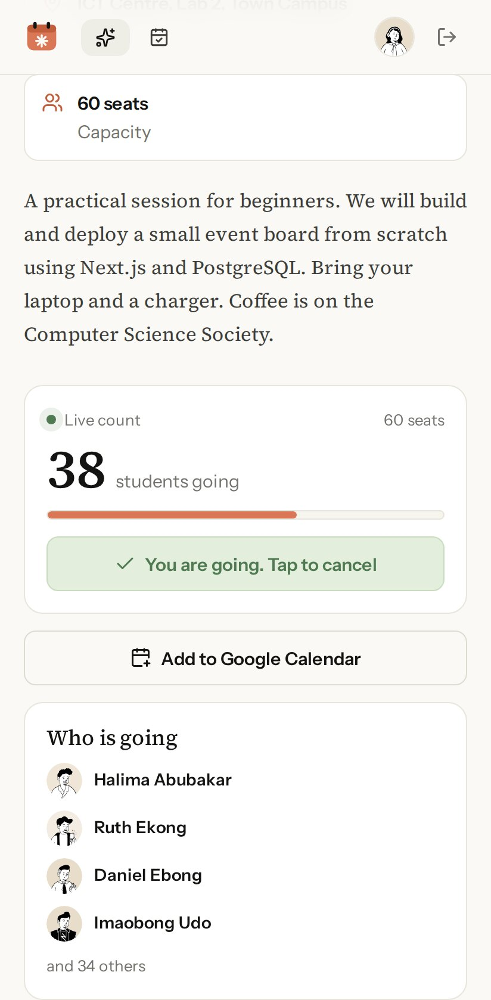 ICT Centre, Lab 2, Town Campus
60 seats
Capacity
A practical session for beginners. We will build
and deploy a small event board from scratch
using Next.js and PostgreSQL. Bring your
laptop and a charger. Coffee is on the
Computer Science Society.
Live count
60 seats
38 students going
You are going. Tap to cancel
Add to Google Calendar
Who is going
Halima Abubakar
Ruth Ekong
Daniel Ebong
Imaobong Udo
and 34 others